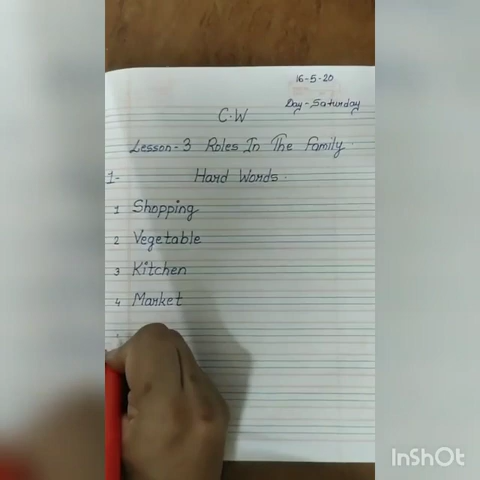 16-5-20
Day-Saturday
C.W
Lesson-3 Roles In The Family.
1- Hard Words.
1 Shopping
2 Vegetable
3 Kitchen
4 Market
InShOt